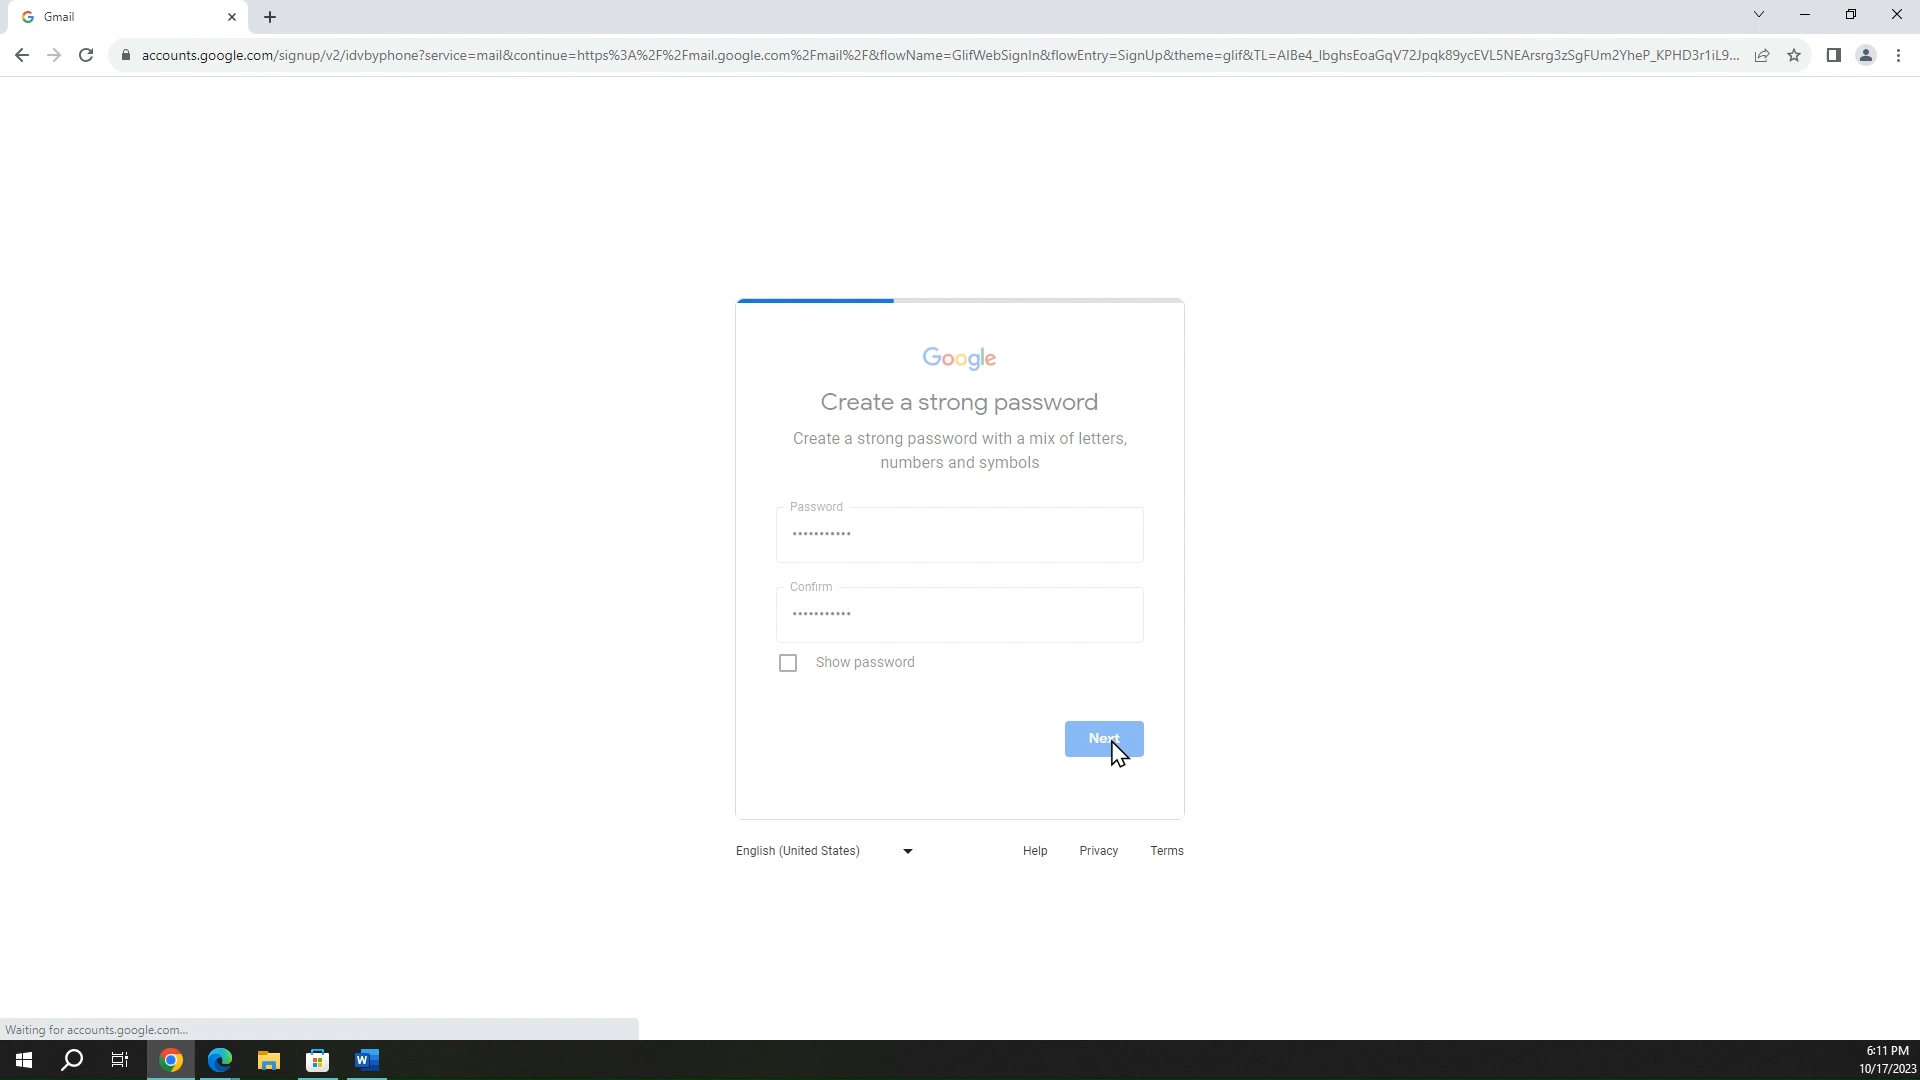 Gmail
accounts.google.com/signup/v2/idvbyphone?service=mail&continue=https%3A%2F%2Fmail.google.com%2Fmail%2F&flowName=GlifWebSignIn&flowEntry=SignUp&theme=glif&TL=AIBe4_lbghsEoaGqV72Jpqk89ycEVL5NEArsrg3zSgFUm2YheP_KPHD3r1iL9...
Google
Create a strong password
Create a strong password with a mix of letters,
numbers and symbols
Password
•••••••••••
Confirm
•••••••••••
Show password
Next
English (United States)
Help
Privacy
Terms
Waiting for accounts.google.com...
W
6:11 PM
10/17/2023